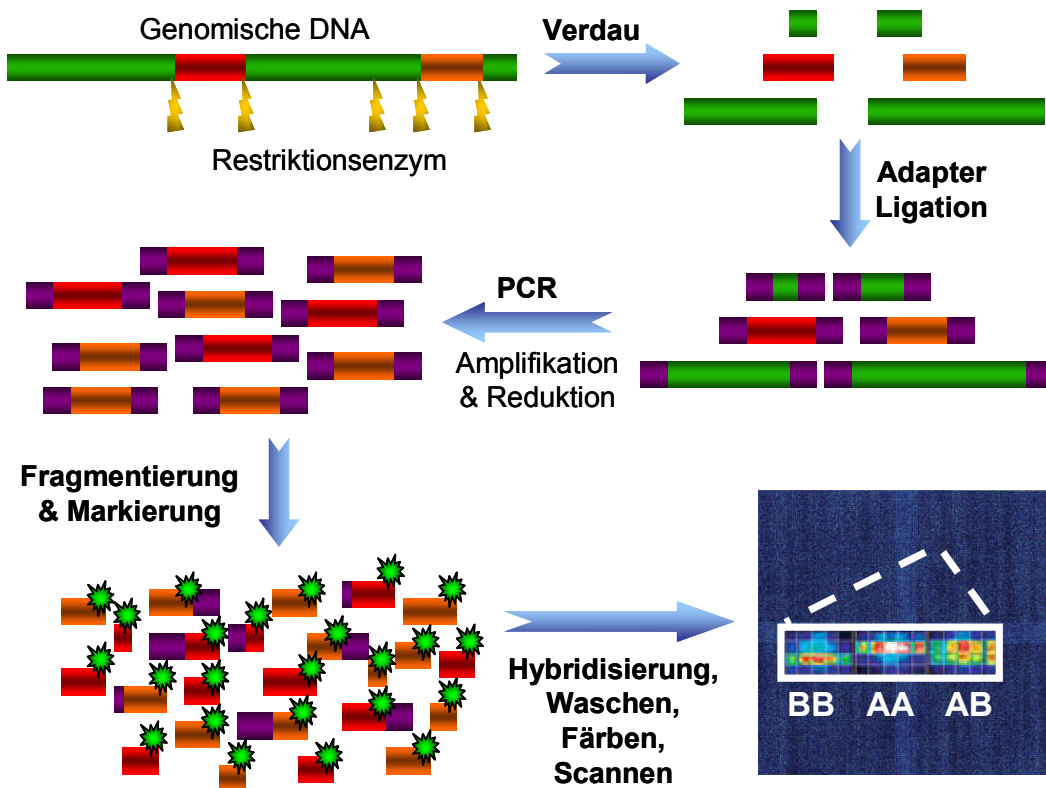 Genomische DNA
Verdau
Restriktionsenzym
Adapter
Ligation
PCR
Amplifikation
& Reduktion
Fragmentierung
& Markierung
Hybridisierung,
Waschen,
Färben,
Scannen
BB AA AB